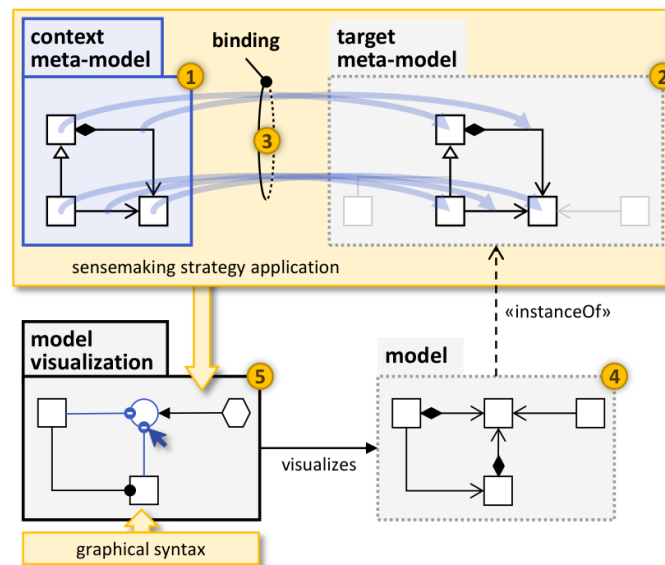 context
meta-model
1
binding
target
meta-model
2
3
sensemaking strategy application
«instanceOf»
model
visualization
5
model
4
visualizes
graphical syntax